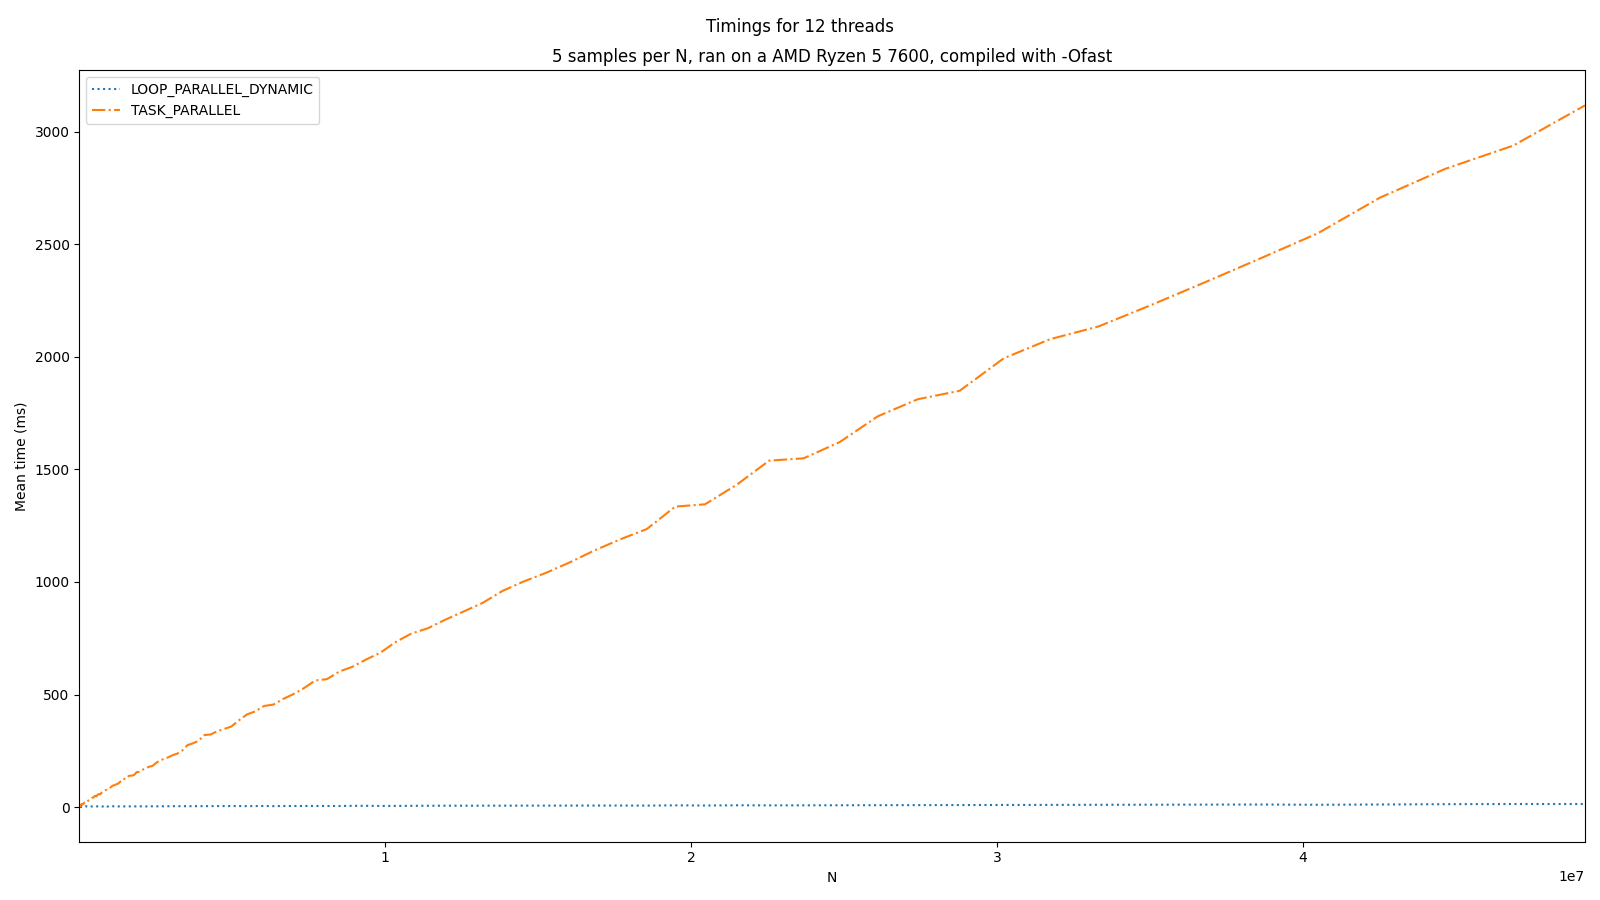 Timings for 12 threads
5 samples per N, ran on a AMD Ryzen 5 7600, compiled with -Ofast
LOOP_PARALLEL_DYNAMIC
TASK_PARALLEL
3000
2500
2000
1500
1000
500
0
Mean time (ms)
1 2 3 4
1e7
N